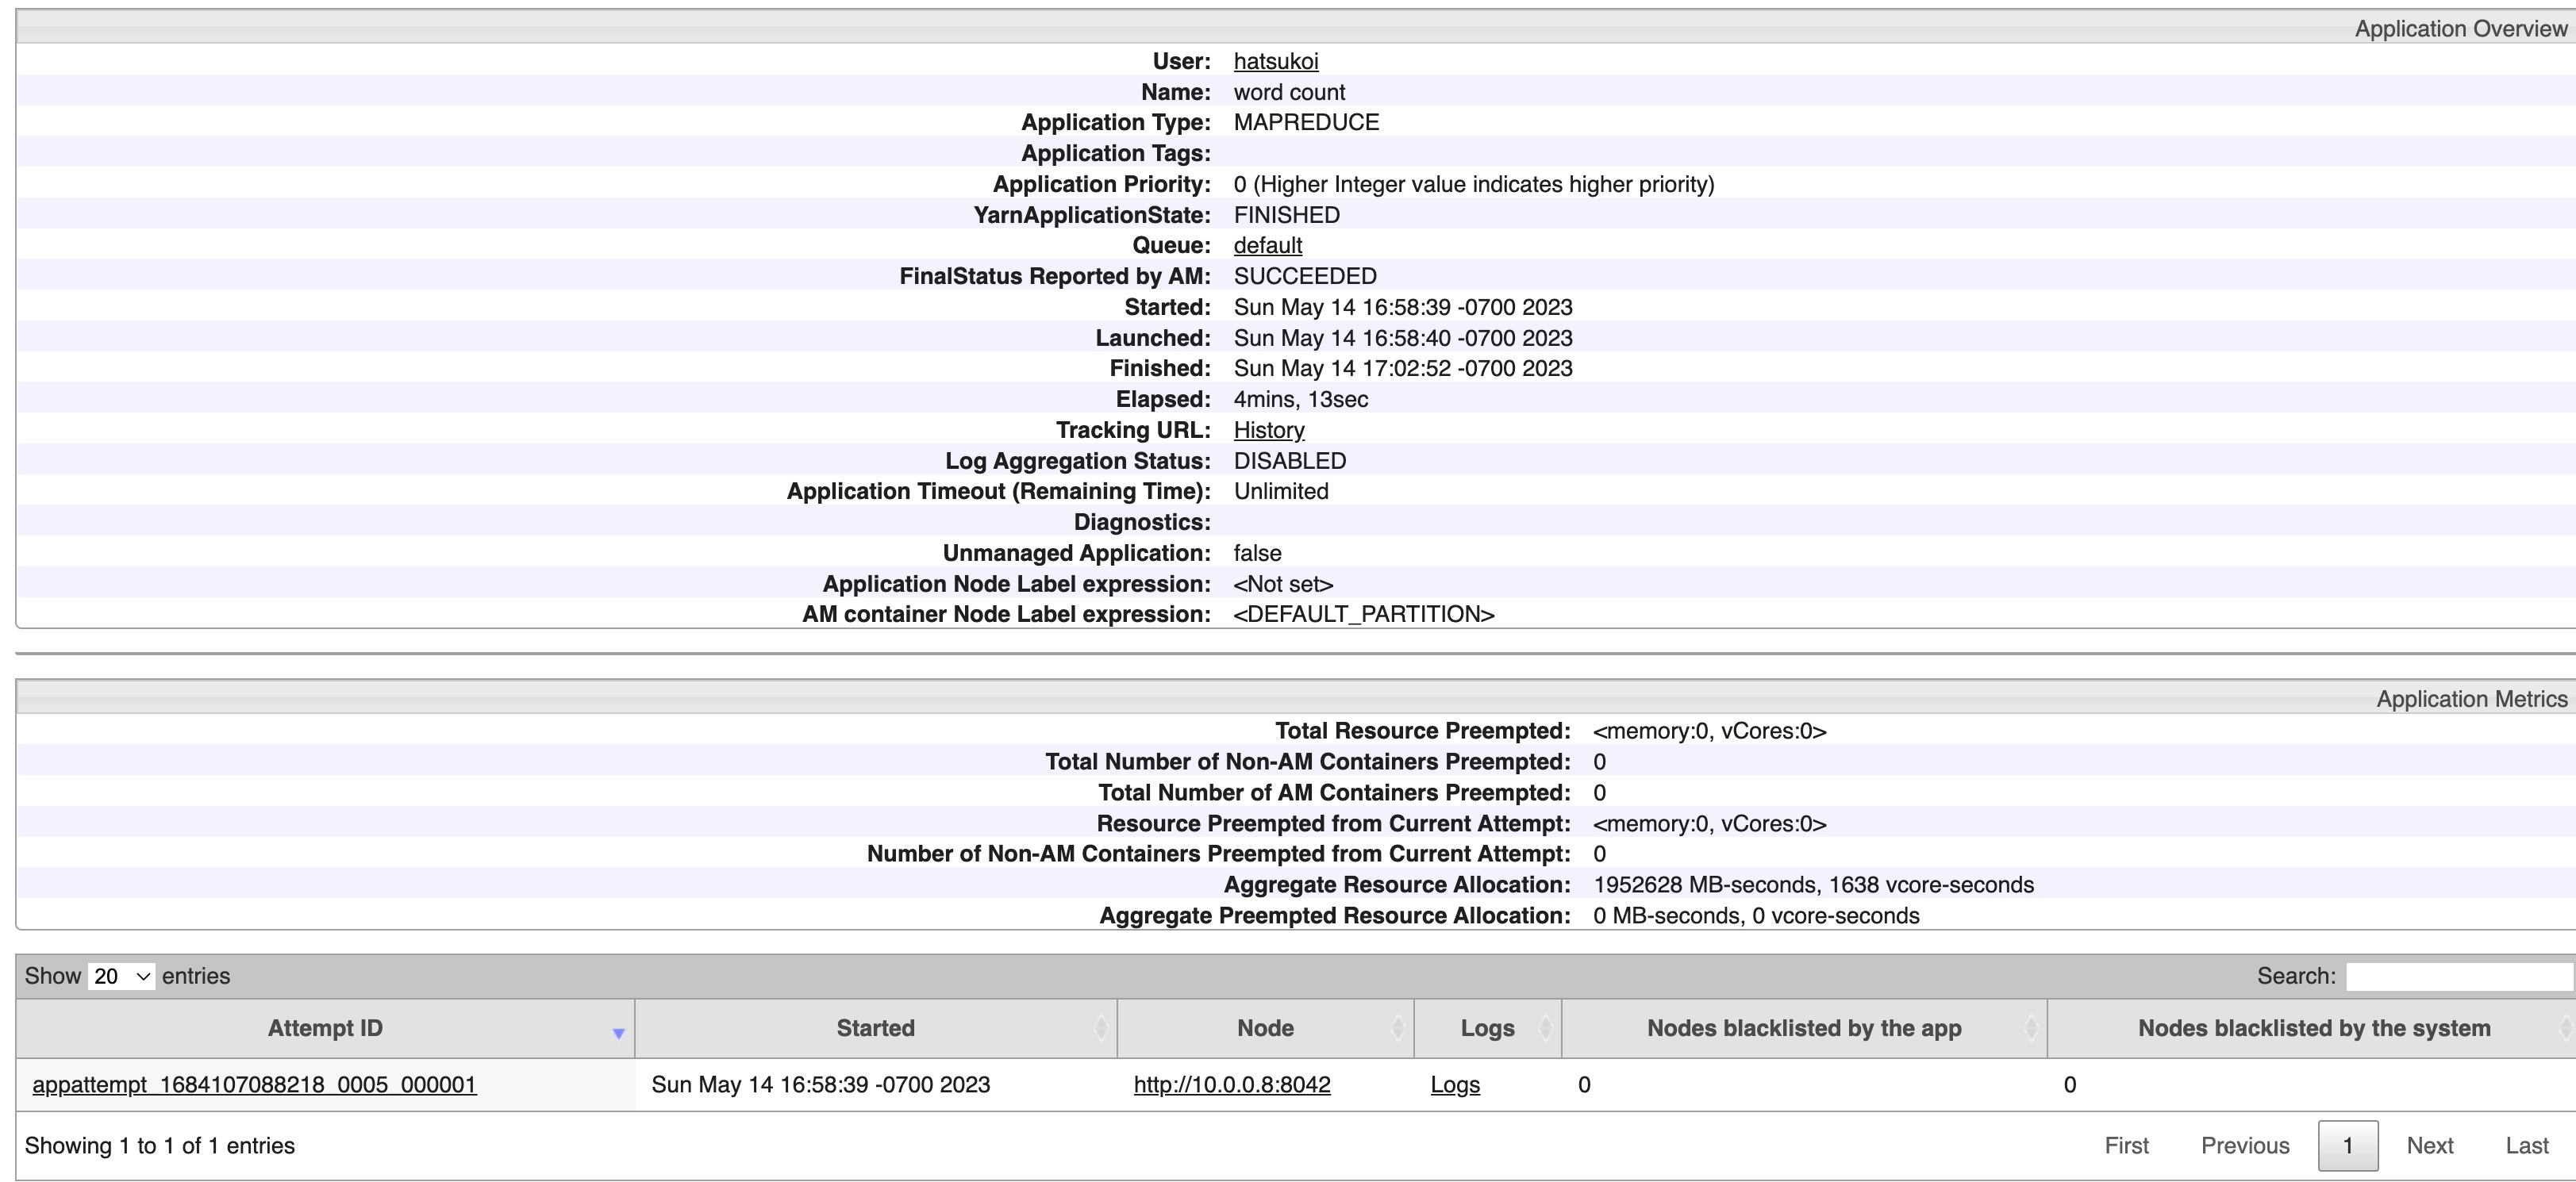 Application Overview
User: hatsukoi
Name: word count
Application Type: MAPREDUCE
Application Tags:
Application Priority: 0 (Higher Integer value indicates higher priority)
YarnApplicationState: FINISHED
Queue: default
FinalStatus Reported by AM: SUCCEEDED
Started: Sun May 14 16:58:39 -0700 2023
Launched: Sun May 14 16:58:40 -0700 2023
Finished: Sun May 14 17:02:52 -0700 2023
Elapsed: 4mins, 13sec
Tracking URL: History
Log Aggregation Status: DISABLED
Application Timeout (Remaining Time): Unlimited
Diagnostics:
Unmanaged Application: false
Application Node Label expression: <Not set>
AM container Node Label expression: <DEFAULT_PARTITION>
Application Metrics
Total Resource Preempted: <memory:0, vCores:0>
Total Number of Non-AM Containers Preempted: 0
Total Number of AM Containers Preempted: 0
Resource Preempted from Current Attempt: <memory:0, vCores:0>
Number of Non-AM Containers Preempted from Current Attempt: 0
Aggregate Resource Allocation: 1952628 MB-seconds, 1638 vcore-seconds
Aggregate Preempted Resource Allocation: 0 MB-seconds, 0 vcore-seconds
Show 20 entries Search:
Attempt ID Started Node Logs Nodes blacklisted by the app Nodes blacklisted by the system
appattempt_1684107088218_0005_000001 Sun May 14 16:58:39 -0700 2023 http://10.0.0.8:8042 Logs 0 0
Showing 1 to 1 of 1 entries First Previous 1 Next Last